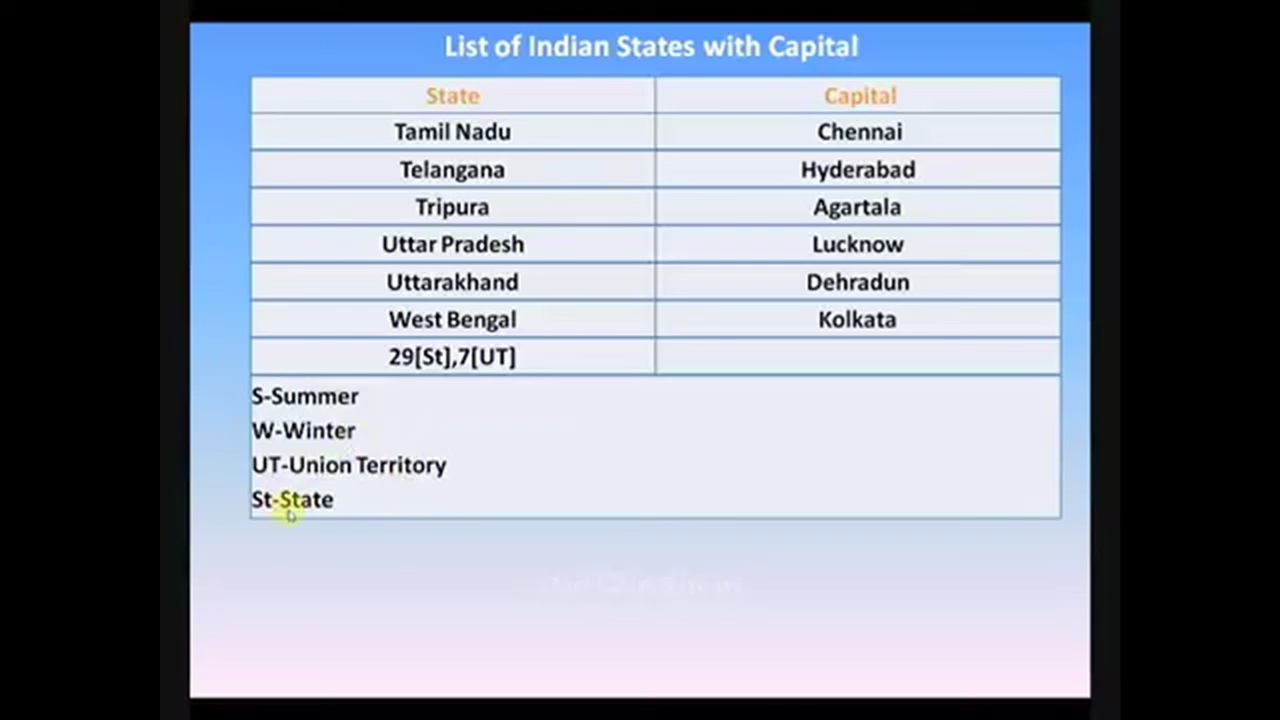 List of Indian States with Capital
State Capital
Tamil Nadu Chennai
Telangana Hyderabad
Tripura Agartala
Uttar Pradesh Lucknow
Uttarakhand Dehradun
West Bengal Kolkata
29[St],7[UT]
S-Summer
W-Winter
UT-Union Territory
St-State